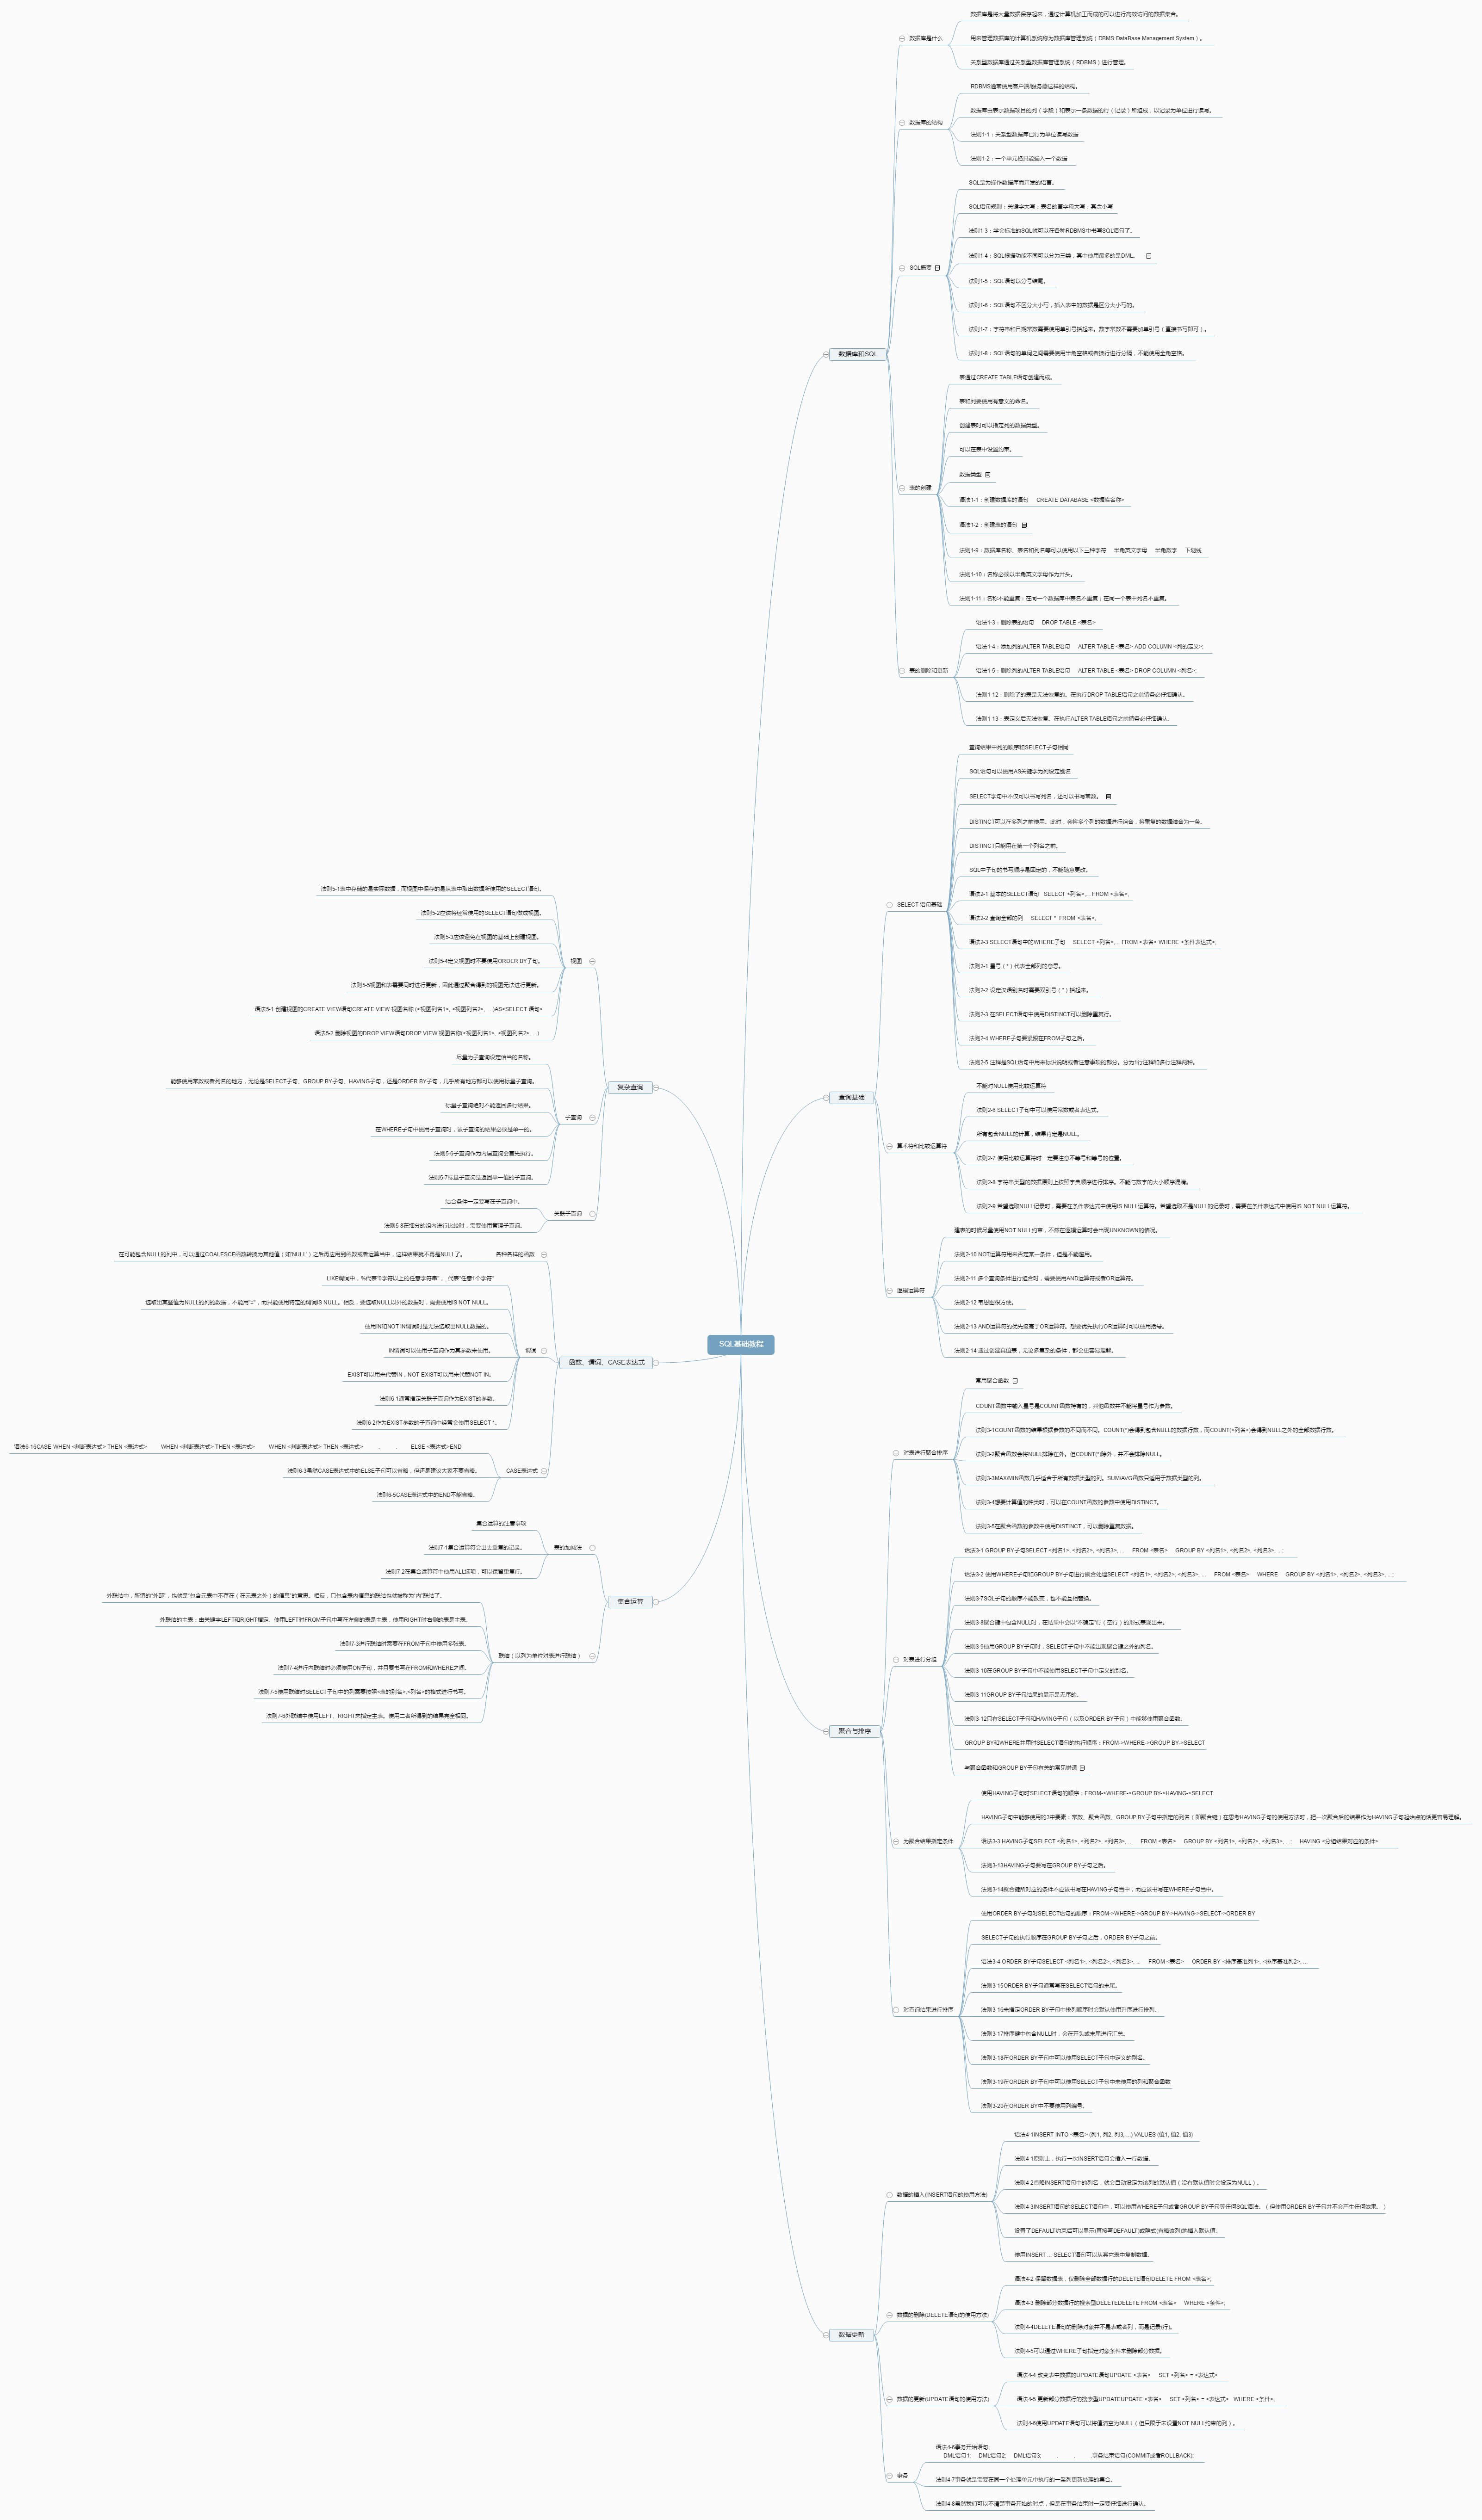 SQL基础教程
数据库和SQL
数据库是什么
数据库是将大量数据保存起来，通过计算机加工而成的可以进行高效访问的数据集合。
用来管理数据库的计算机系统称为数据库管理系统（DBMS:DataBase Management System）。
关系型数据库通过关系型数据库管理系统（RDBMS）进行管理。
数据库的结构
RDBMS通常使用客户端/服务器这样的结构。
数据库由表示数据项目的列（字段）和表示一条数据的行（记录）所组成，以记录为单位进行读写。
法则1-1：关系型数据库已行为单位读写数据
法则1-2：一个单元格只能输入一个数据
SQL概要
SQL是为操作数据库而开发的语言。
SQL语句规则：关键字大写；表名的首字母大写；其余小写
法则1-3：学会标准的SQL就可以在各种RDBMS中书写SQL语句了。
法则1-4：SQL根据功能不同可以分为三类，其中使用最多的是DML。
法则1-5：SQL语句以分号结尾。
法则1-6：SQL语句不区分大小写，插入表中的数据是区分大小写的。
法则1-7：字符串和日期常数需要使用单引号括起来。数字常数不需要加单引号（直接书写即可）。
法则1-8：SQL语句的单词之间需要使用半角空格或者换行进行分隔，不能使用全角空格。
表的创建
表通过CREATE TABLE语句创建而成。
表和列要使用有意义的命名。
创建表时可以指定列的数据类型。
可以在表中设置约束。
数据类型
语法1-1：创建数据库的语句 CREATE DATABASE <数据库名称>
语法1-2：创建表的语句
法则1-9：数据库名称、表名和列名等可以使用以下三种字符 半角英文字母 半角数字 下划线
法则1-10：名称必须以半角英文字母作为开头。
法则1-11：名称不能重复；在同一个数据库中表名不重复；在同一个表中列名不重复。
表的删除和更新
语法1-3：删除表的语句 DROP TABLE <表名>
语法1-4：添加列的ALTER TABLE语句 ALTER TABLE <表名> ADD COLUMN <列的定义>;
语法1-5：删除列的ALTER TABLE语句 ALTER TABLE <表名> DROP COLUMN <列名>;
法则1-12：删除了的表是无法恢复的。在执行DROP TABLE语句之前请务必仔细确认。
法则1-13：表定义后无法恢复。在执行ALTER TABLE语句之前请务必仔细确认。
查询基础
SELECT 语句基础
查询结果中列的顺序和SELECT子句相同
SQL语句可以使用AS关键字为列设定别名
SELECT字句中不仅可以书写列名，还可以书写常数。
DISTINCT可以在多列之前使用。此时，会将多个列的数据进行组合，将重复的数据结合为一条。
DISTINCT只能用在第一个列名之前。
SQL中子句的书写顺序是固定的，不能随意更改。
语法2-1 基本的SELECT语句 SELECT <列名>,... FROM <表名>;
语法2-2 查询全部的列 SELECT * FROM <表名>;
语法2-3 SELECT语句中的WHERE子句 SELECT <列名>,... FROM <表名> WHERE <条件表达式>;
法则2-1 星号（*）代表全部列的意思。
法则2-2 设定汉语别名时需要双引号（"）括起来。
法则2-3 在SELECT语句中使用DISTINCT可以删除重复行。
法则2-4 WHERE子句要紧跟在FROM子句之后。
法则2-5 注释是SQL语句中用来标识说明或者注意事项的部分。分为1行注释和多行注释两种。
算术符和比较运算符
不能对NULL使用比较运算符
法则2-6 SELECT子句中可以使用常数或者表达式。
所有包含NULL的计算，结果肯定是NULL。
法则2-7 使用比较运算符时一定要注意不等号和等号的位置。
法则2-8 字符串类型的数据原则上按照字典顺序进行排序。不能与数字的大小顺序混淆。
法则2-9 希望选取NULL记录时，需要在条件表达式中使用IS NULL运算符。希望选取不是NULL的记录时，需要在条件表达式中使用IS NOT NULL运算符。
逻辑运算符
建表的时候尽量使用NOT NULL约束，不然在逻辑运算时会出现UNKNOWN的情况。
法则2-10 NOT运算符用来否定某一条件，但是不能滥用。
法则2-11 多个查询条件进行组合时，需要使用AND运算符或者OR运算符。
法则2-12 韦恩图很方便。
法则2-13 AND运算符的优先级高于OR运算符。想要优先执行OR运算时可以使用括号。
法则2-14 通过创建真值表，无论多复杂的条件，都会更容易理解。
聚合与排序
对表进行聚合排序
常用聚合函数
COUNT函数中输入星号是COUNT函数特有的，其他函数并不能将星号作为参数。
法则3-1COUNT函数的结果根据参数的不同而不同。COUNT(*)会得到包含NULL的数据行数，而COUNT(<列名>)会得到NULL之外的全部数据行数。
法则3-2聚合函数会将NULL排除在外。但COUNT(*)除外，并不会排除NULL。
法则3-3MAX/MIN函数几乎适合于所有数据类型的列。SUM/AVG函数只适用于数据类型的列。
法则3-4想要计算值的种类时，可以在COUNT函数的参数中使用DISTINCT。
法则3-5在聚合函数的参数中使用DISTINCT，可以删除重复数据。
对表进行分组
语法3-1 GROUP BY子句SELECT <列名1>, <列名2>, <列名3>, ... FROM <表名> GROUP BY <列名1>, <列名2>, <列名3>, ...;
语法3-2 使用WHERE子句和GROUP BY子句进行聚合处理SELECT <列名1>, <列名2>, <列名3>, ... FROM <表名> WHERE GROUP BY <列名1>, <列名2>, <列名3>, ...;
法则3-7SQL子句的顺序不能改变，也不能互相替换。
法则3-8聚合键中包含NULL时，在结果中会以“不确定”行（空行）的形式表现出来。
法则3-9使用GROUP BY子句时，SELECT子句中不能出现聚合键之外的列名。
法则3-10在GROUP BY子句中不能使用SELECT子句中定义的别名。
法则3-11GROUP BY子句结果的显示是无序的。
法则3-12只有SELECT子句和HAVING子句（以及ORDER BY子句）中能够使用聚合函数。
GROUP BY和WHERE并用时SELECT语句的执行顺序：FROM->WHERE->GROUP BY->SELECT
与聚合函数和GROUP BY子句有关的常见错误
为聚合结果指定条件
使用HAVING子句时SELECT语句的顺序：FROM->WHERE->GROUP BY->HAVING->SELECT
HAVING子句中能够使用的3中要素：常数、聚合函数、GROUP BY子句中指定的列名（即聚合键）在思考HAVING子句的使用方法时，把一次聚合后的结果作为HAVING子句起始点的话更容易理解。
语法3-3 HAVING子句SELECT <列名1>, <列名2>, <列名3>, ... FROM <表名> GROUP BY <列名1>, <列名2>, <列名3>, ...; HAVING <分组结果对应的条件>
法则3-13HAVING子句要写在GROUP BY子句之后。
法则3-14聚合键所对应的条件不应该书写在HAVING子句当中，而应该书写在WHERE子句当中。
对查询结果进行排序
使用ORDER BY子句时SELECT语句的顺序：FROM->WHERE->GROUP BY->HAVING->SELECT->ORDER BY
SELECT子句的执行顺序在GROUP BY子句之后，ORDER BY子句之前。
语法3-4 ORDER BY子句SELECT <列名1>, <列名2>, <列名3>, ... FROM <表名> ORDER BY <排序基准列1>, <排序基准列2>, ...
法则3-15ORDER BY子句通常写在SELECT语句的末尾。
法则3-16未指定ORDER BY子句中排列顺序时会默认使用升序进行排列。
法则3-17排序键中包含NULL时，会在开头或末尾进行汇总。
法则3-18在ORDER BY子句中可以使用SELECT子句中定义的别名。
法则3-19在ORDER BY子句中可以使用SELECT子句中未使用的列和聚合函数
法则3-20在ORDER BY中不要使用列编号。
数据更新
数据的插入(INSERT语句的使用方法)
语法4-1INSERT INTO <表名> (列1, 列2, 列3, ...) VALUES (值1, 值2, 值3)
法则4-1原则上，执行一次INSERT语句会插入一行数据。
法则4-2省略INSERT语句中的列名，就会自动设定为该列的默认值（没有默认值时会设定为NULL）。
法则4-3INSERT语句的SELECT语句中，可以使用WHERE子句或者GROUP BY子句等任何SQL语法。（但使用ORDER BY子句并不会产生任何效果。）
设置了DEFAULT约束后可以显示(直接写DEFAULT)或隐式(省略该列)地插入默认值。
使用INSERT ... SELECT语句可以从其它表中复制数据。
数据的删除(DELETE语句的使用方法)
语法4-2 保留数据表，仅删除全部数据行的DELETE语句DELETE FROM <表名>;
语法4-3 删除部分数据行的搜索型DELETEDELETE FROM <表名> WHERE <条件>;
法则4-4DELETE语句的删除对象并不是表或者列，而是记录(行)。
法则4-5可以通过WHERE子句指定对象条件来删除部分数据。
数据的更新(UPDATE语句的使用方法)
语法4-4 改变表中数据的UPDATE语句UPDATE <表名> SET <列名> = <表达式>
语法4-5 更新部分数据行的搜索型UPDATEUPDATE <表名> SET <列名> = <表达式> WHERE <条件>;
法则4-6使用UPDATE语句可以将值清空为NULL（但只限于未设置NOT NULL约束的列）。
事务
语法4-6事务开始语句;
DML语句1; DML语句2; DML语句3; . . 事务结束语句(COMMIT或者ROLLBACK);
法则4-7事务就是需要在同一个处理单元中执行的一系列更新处理的集合。
法则4-8虽然我们可以不清楚事务开始的时点，但是在事务结束时一定要仔细进行确认。
复杂查询
视图
法则5-1表中存储的是实际数据，而视图中保存的是从表中取出数据所使用的SELECT语句。
法则5-2应该将经常使用的SELECT语句做成视图。
法则5-3应该避免在视图的基础上创建视图。
法则5-4定义视图时不要使用ORDER BY子句。
法则5-5视图和表需要同时进行更新，因此通过聚合得到的视图无法进行更新。
语法5-1 创建视图的CREATE VIEW语句CREATE VIEW 视图名称 (<视图列名1>, <视图列名2>, ...)AS<SELECT 语句>
语法5-2 删除视图的DROP VIEW语句DROP VIEW 视图名称(<视图列名1>, <视图列名2>, ...)
子查询
尽量为子查询设定恰当的名称。
能够使用常数或者列名的地方，无论是SELECT子句、GROUP BY子句、HAVING子句，还是ORDER BY子句，几乎所有地方都可以使用标量子查询。
标量子查询绝对不能返回多行结果。
在WHERE子句中使用子查询时，该子查询的结果必须是单一的。
法则5-6子查询作为内层查询会首先执行。
法则5-7标量子查询是返回单一值的子查询。
关联子查询
结合条件一定要写在子查询中。
法则5-8在细分的组内进行比较时，需要使用管理子查询。
函数、谓词、CASE表达式
各种各样的函数
在可能包含NULL的列中，可以通过COALESCE函数转换为其他值（如'NULL'）之后再应用到函数或者运算当中，这样结果就不再是NULL了。
谓词
LIKE谓词中，%代表“0字符以上的任意字符串”，_代表“任意1个字符”
选取出某些值为NULL的列的数据，不能用“=”，而只能使用特定的谓词IS NULL。相反，要选取NULL以外的数据时，需要使用IS NOT NULL。
使用IN和NOT IN谓词时是无法选取出NULL数据的。
IN谓词可以使用子查询作为其参数来使用。
EXIST可以用来代替IN，NOT EXIST可以用来代替NOT IN。
法则6-1通常指定关联子查询作为EXIST的参数。
法则6-2作为EXIST参数的子查询中经常会使用SELECT *。
CASE表达式
语法6-16CASE WHEN <判断表达式> THEN <表达式> WHEN <判断表达式> THEN <表达式> WHEN <判断表达式> THEN <表达式> . . ELSE <表达式>END
法则6-3虽然CASE表达式中的ELSE子句可以省略，但还是建议大家不要省略。
法则6-5CASE表达式中的END不能省略。
集合运算
表的加减法
集合运算的注意事项
法则7-1集合运算符会出去重复的记录。
法则7-2在集合运算符中使用ALL选项，可以保留重复行。
联结（以列为单位对表进行联结）
外联结中，所谓的“外部”，也就是“包含元表中不存在（在元表之外）的信息”的意思。相反，只包含表内信息的联结也就被称为“内”联结了。
外联结的主表：由关键字LEFT和RIGHT指定。使用LEFT时FROM子句中写在左侧的表是主表，使用RIGHT时右侧的表是主表。
法则7-3进行联结时需要在FROM子句中使用多张表。
法则7-4进行内联结时必须使用ON子句，并且要书写在FROM和WHERE之间。
法则7-5使用联结时SELECT子句中的列需要按照<表的别名>.<列名>的格式进行书写。
法则7-6外联结中使用LEFT、RIGHT来指定主表。使用二者所得到的结果完全相同。